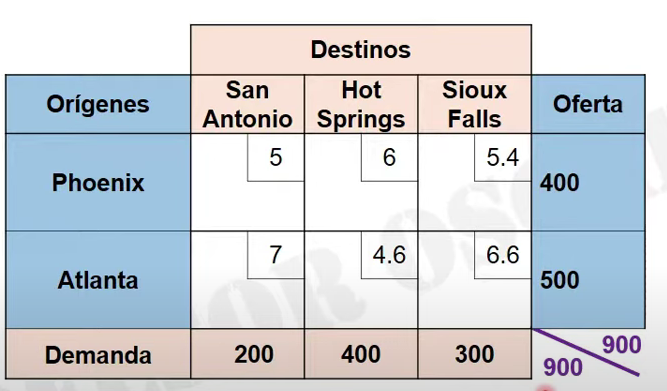 Destinos
Orígenes San Antonio Hot Springs Sioux Falls Oferta
Phoenix 5 6 5.4 400
Atlanta 7 4.6 6.6 500
Demanda 200 400 300 900 900